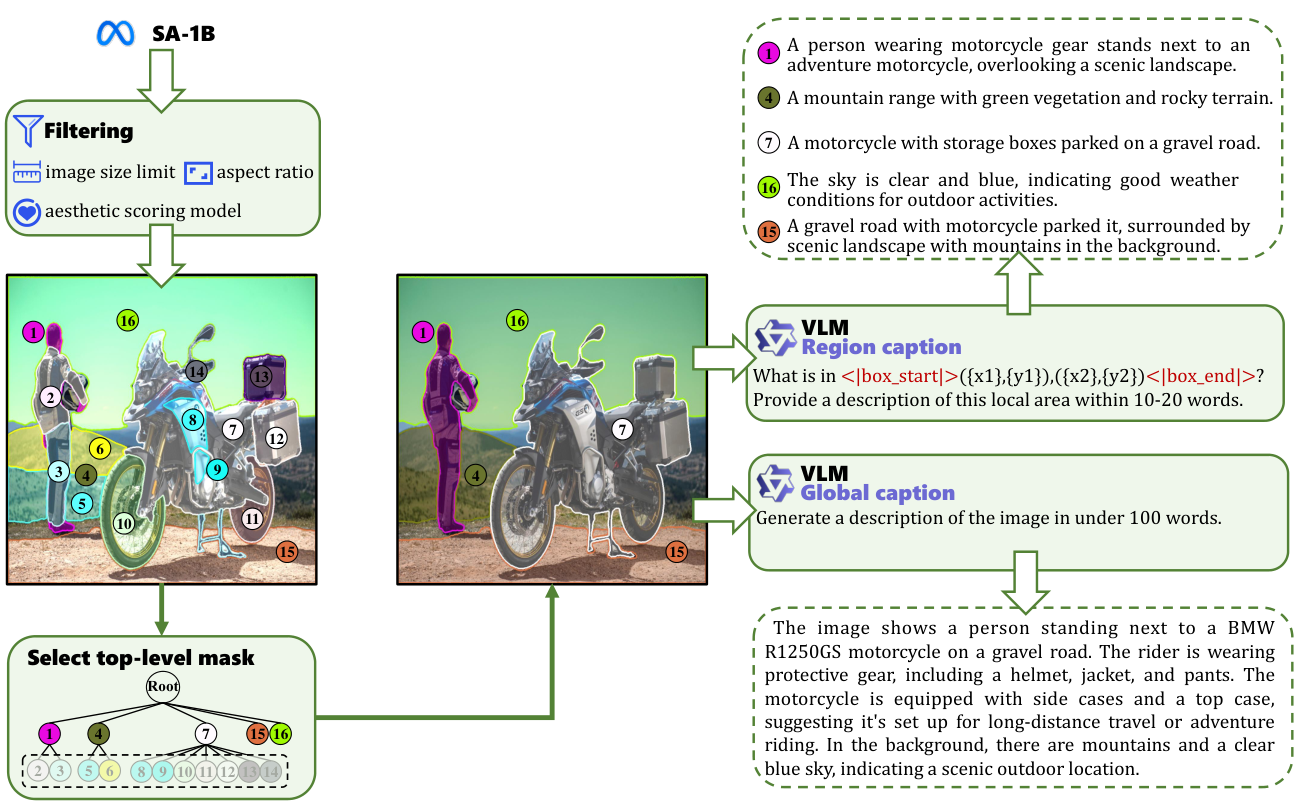 SA-1B
Filtering
image size limit
aspect ratio
aesthetic scoring model
1
16
2
14
13
8
7
12
6
3
4
9
5
10
11
15
Select top-level mask
Root
1
4
7
15
16
2
3
5
6
8
9
10
11
12
13
14
1
16
7
4
15
1 A person wearing motorcycle gear stands next to an
adventure motorcycle, overlooking a scenic landscape.
4 A mountain range with green vegetation and rocky terrain.
7 A motorcycle with storage boxes parked on a gravel road.
16 The sky is clear and blue, indicating good weather
conditions for outdoor activities.
15 A gravel road with motorcycle parked it, surrounded by
scenic landscape with mountains in the background.
VLM
Region caption
What is in <|box_start|>({x1},{y1}),({x2},{y2})<|box_end|>?
Provide a description of this local area within 10-20 words.
VLM
Global caption
Generate a description of the image in under 100 words.
The image shows a person standing next to a BMW
R1250GS motorcycle on a gravel road. The rider is wearing
protective gear, including a helmet, jacket, and pants. The
motorcycle is equipped with side cases and a top case,
suggesting it's set up for long-distance travel or adventure
riding. In the background, there are mountains and a clear
blue sky, indicating a scenic outdoor location.